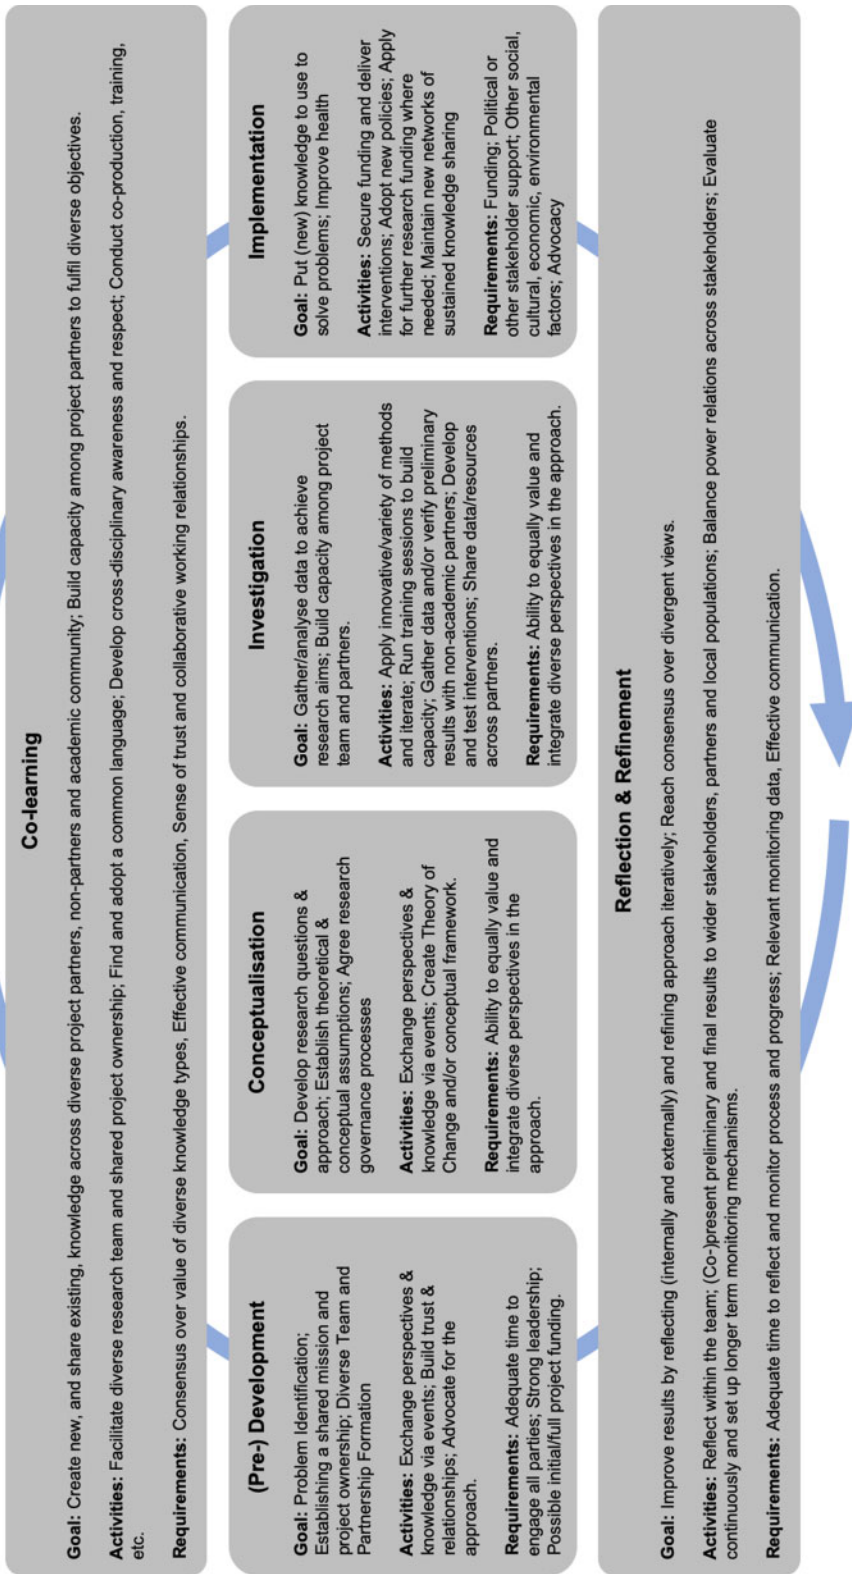 Co-learning
Goal: Create new, and share existing, knowledge across diverse project partners, non-partners and academic community; Build capacity among project partners to fulfil diverse objectives.
Activities: Facilitate diverse research team and shared project ownership; Find and adopt a common language; Develop cross-disciplinary awareness and respect; Conduct co-production, training,
etc.
Requirements: Consensus over value of diverse knowledge types, Effective communication, Sense of trust and collaborative working relationships.
(Pre-) Development
Goal: Problem Identification;
Establishing a shared mission and
project ownership; Diverse Team and
Partnership Formation
Activities: Exchange perspectives &
knowledge via events; Build trust &
relationships; Advocate for the
approach.
Requirements: Adequate time to
engage all parties; Strong leadership;
Possible initial/full project funding.
Conceptualisation
Goal: Develop research questions &
approach; Establish theoretical &
conceptual assumptions; Agree research
governance processes
Activities: Exchange perspectives &
knowledge via events; Create Theory of
Change and/or conceptual framework.
Requirements: Ability to equally value and
integrate diverse perspectives in the
approach.
Investigation
Goal: Gather/analyse data to achieve
research aims; Build capacity among project
team and partners.
Activities: Apply innovative/variety of methods
and iterate; Run training sessions to build
capacity; Gather data and/or verify preliminary
results with non-academic partners; Develop
and test interventions; Share data/resources
across partners.
Requirements: Ability to equally value and
integrate diverse perspectives in the approach.
Implementation
Goal: Put (new) knowledge to use to
solve problems; Improve health
Activities: Secure funding and deliver
interventions; Adopt new policies; Apply
for further research funding where
needed; Maintain new networks of
sustained knowledge sharing
Requirements: Funding; Political or
other stakeholder support; Other social,
cultural, economic, environmental
factors; Advocacy
Reflection & Refinement
Goal: Improve results by reflecting (internally and externally) and refining approach iteratively; Reach consensus over divergent views.
Activities: Reflect within the team; (Co-)present preliminary and final results to wider stakeholders, partners and local populations; Balance power relations across stakeholders; Evaluate
continuously and set up longer term monitoring mechanisms.
Requirements: Adequate time to reflect and monitor process and progress; Relevant monitoring data, Effective communication.